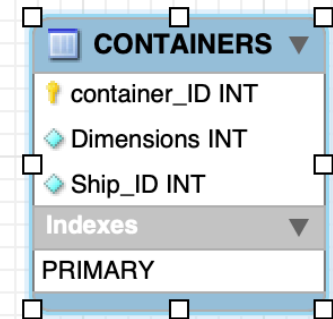 CONTAINERS
container_ID INT
Dimensions INT
Ship_ID INT
Indexes
PRIMARY